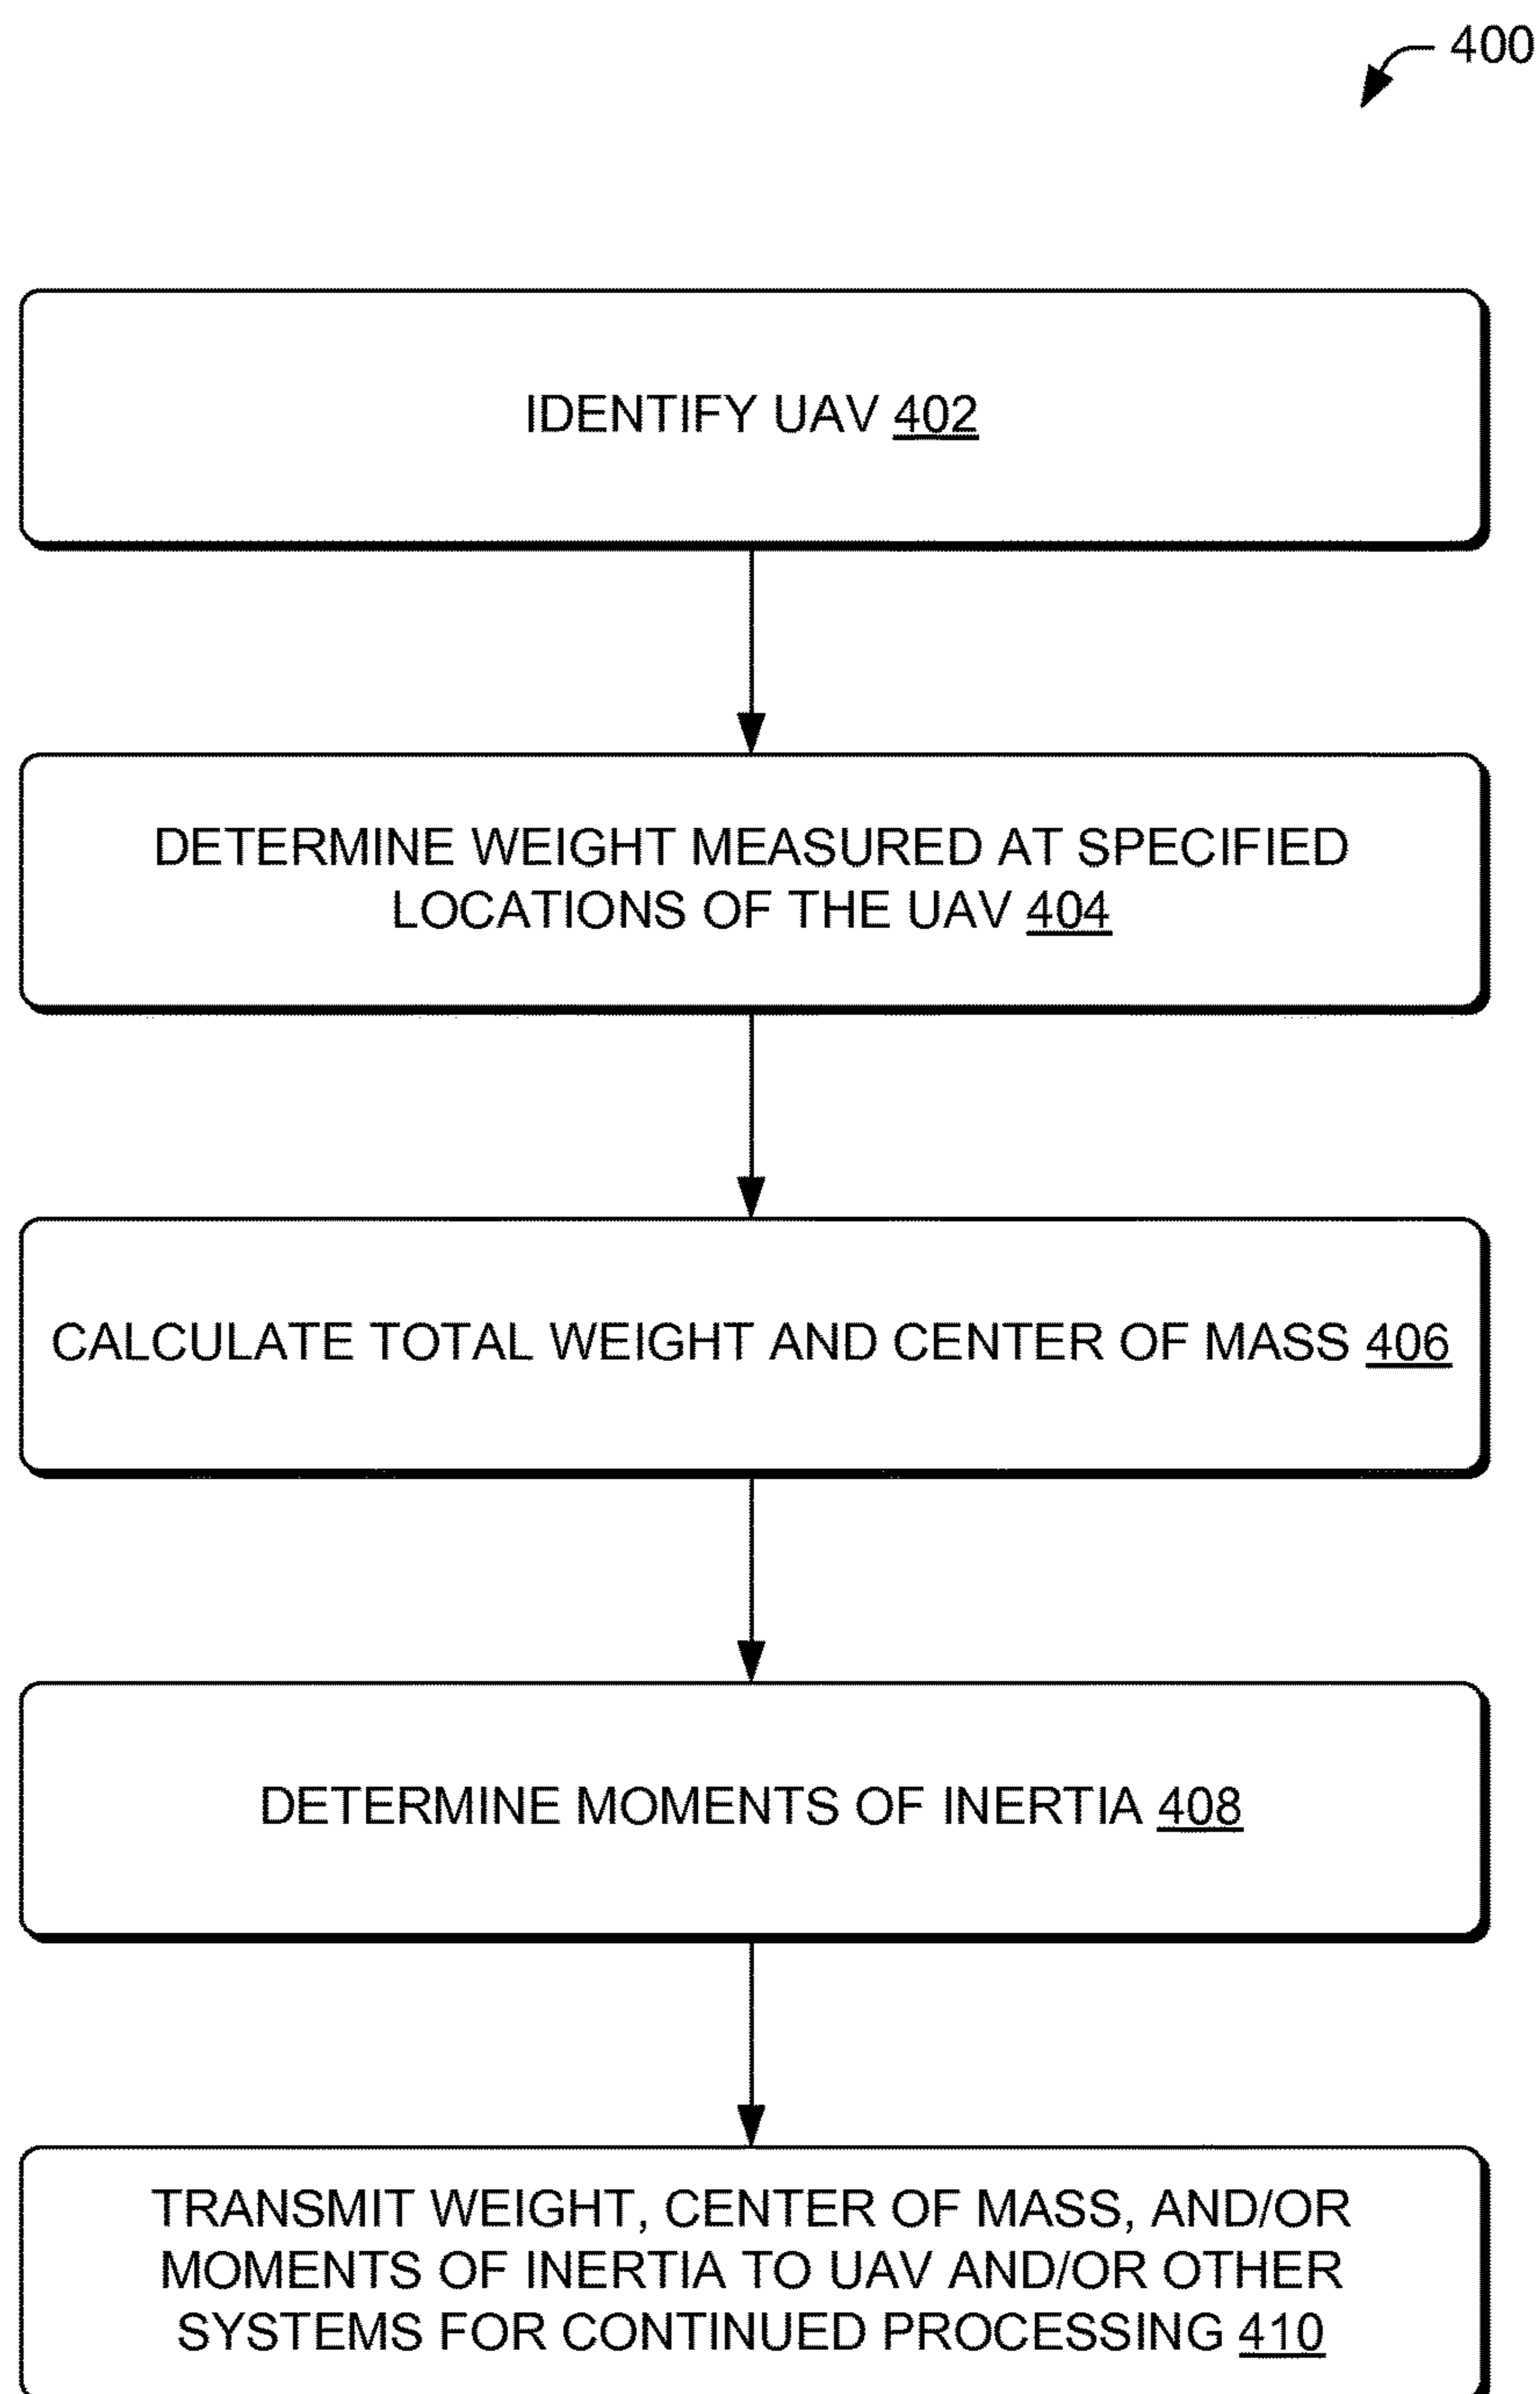 400
IDENTIFY UAV 402
DETERMINE WEIGHT MEASURED AT SPECIFIED
LOCATIONS OF THE UAV 404
CALCULATE TOTAL WEIGHT AND CENTER OF MASS 406
DETERMINE MOMENTS OF INERTIA 408
TRANSMIT WEIGHT, CENTER OF MASS, AND/OR
MOMENTS OF INERTIA TO UAV AND/OR OTHER
SYSTEMS FOR CONTINUED PROCESSING 410